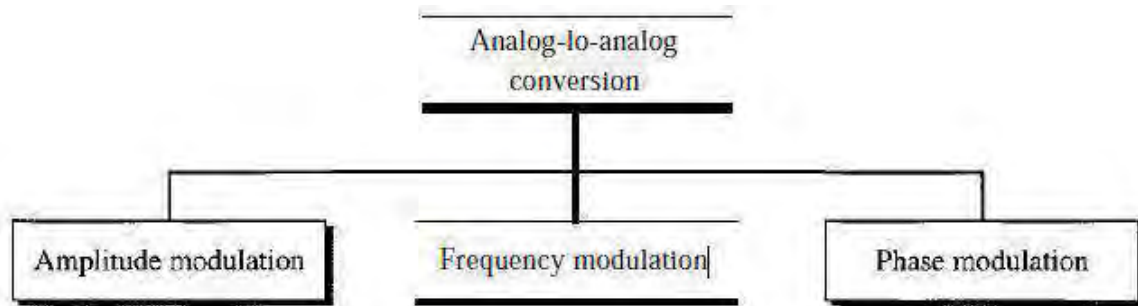 Analog-lo-analog
conversion
Amplitude modulation
Frequency modulation
Phase modulation